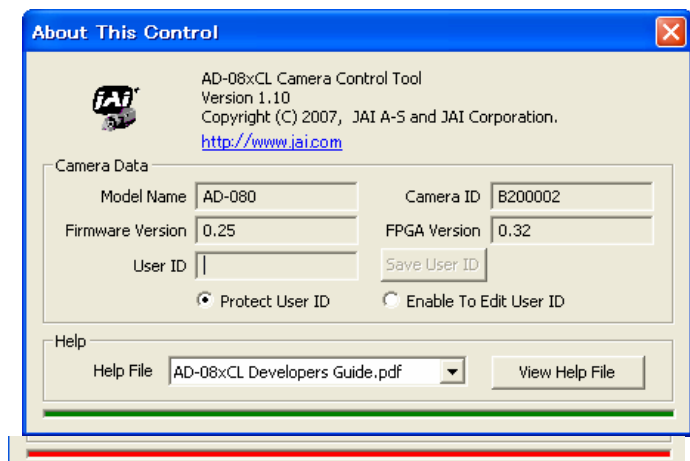 About This Control
JAI
AD-08xCL Camera Control Tool
Version 1.10
Copyright (C) 2007, JAI A-S and JAI Corporation.
http://www.jai.com
Camera Data
Model Name AD-080 Camera ID B200002
Firmware Version 0.25 FPGA Version 0.32
User ID Save User ID
Protect User ID Enable To Edit User ID
Help
Help File AD-08xCL Developers Guide.pdf View Help File